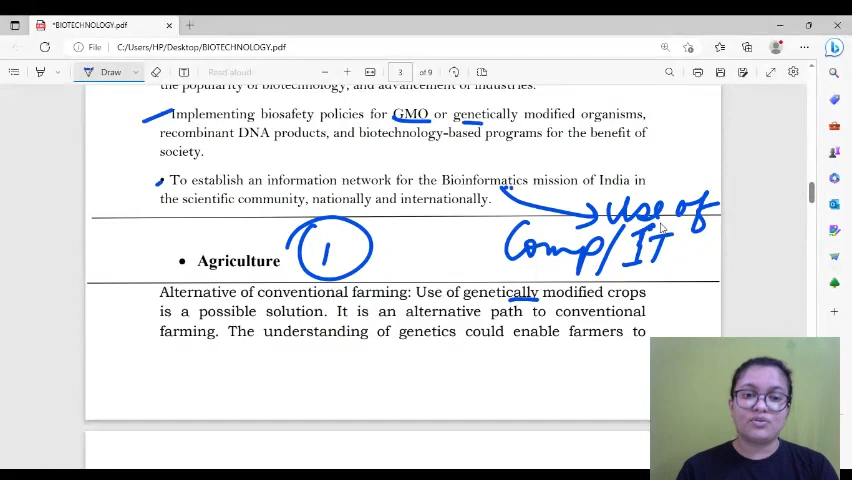 *BIOTECHNOLOGY.pdf
File C:/Users/HP/Desktop/BIOTECHNOLOGY.pdf
Draw Read aloud 3 of 9
the popularity of biotechnology, and advancement of industries.
Implementing biosafety policies for GMO or genetically modified organisms,
recombinant DNA products, and biotechnology-based programs for the benefit of
society.
• To establish an information network for the Bioinformatics mission of India in
the scientific community, nationally and internationally.
Use of
Comp/IT
• Agriculture 1
Alternative of conventional farming: Use of genetically modified crops
is a possible solution. It is an alternative path to conventional
farming. The understanding of genetics could enable farmers to